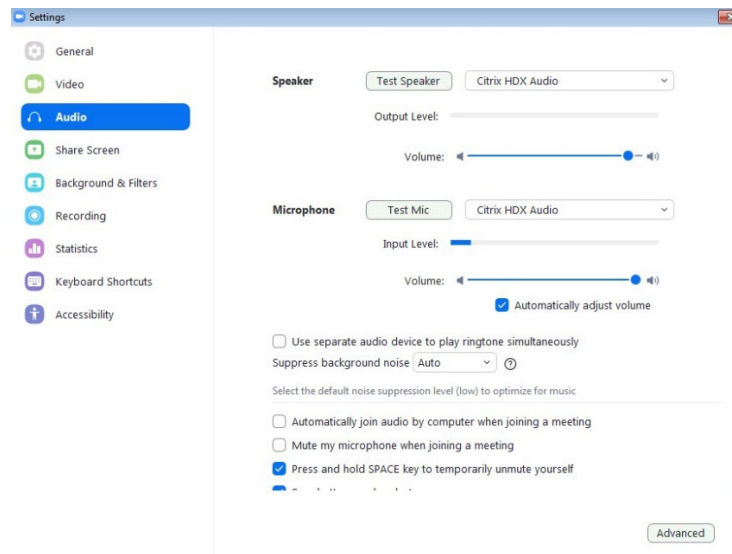 Settings
General
Video
Audio
Share Screen
Background & Filters
Recording
Statistics
Keyboard Shortcuts
Accessibility
Speaker Test Speaker Citrix HDX Audio
Output Level:
Volume:
Microphone Test Mic Citrix HDX Audio
Input Level:
Volume:
Automatically adjust volume
Use separate audio device to play ringtone simultaneously
Suppress background noise Auto
Select the default noise suppression level (low) to optimize for music
Automatically join audio by computer when joining a meeting
Mute my microphone when joining a meeting
Press and hold SPACE key to temporarily unmute yourself
Advanced